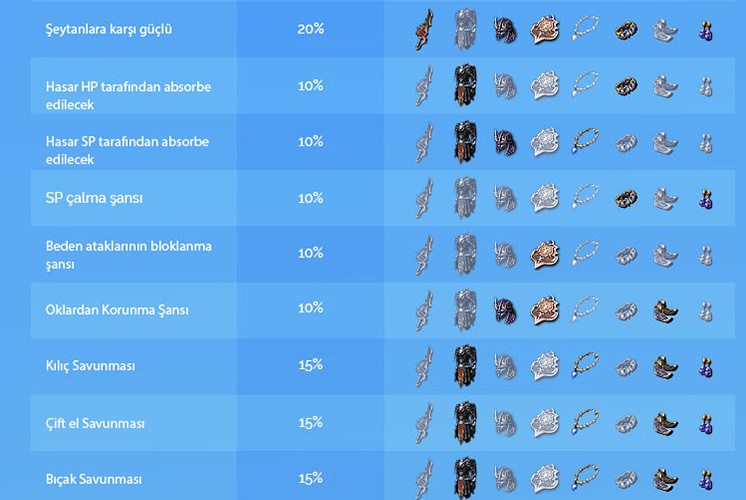 Şeytanlara karşı güçlü 20%
Hasar HP tarafından absorbe 10%
edilecek
Hasar SP tarafından absorbe 10%
edilecek
SP çalma şansı 10%
Beden ataklarının bloklanma 10%
şansı
Oklardan Korunma Şansı 10%
Kılıç Savunması 15%
Çift el Savunması 15%
Bıçak Savunması 15%